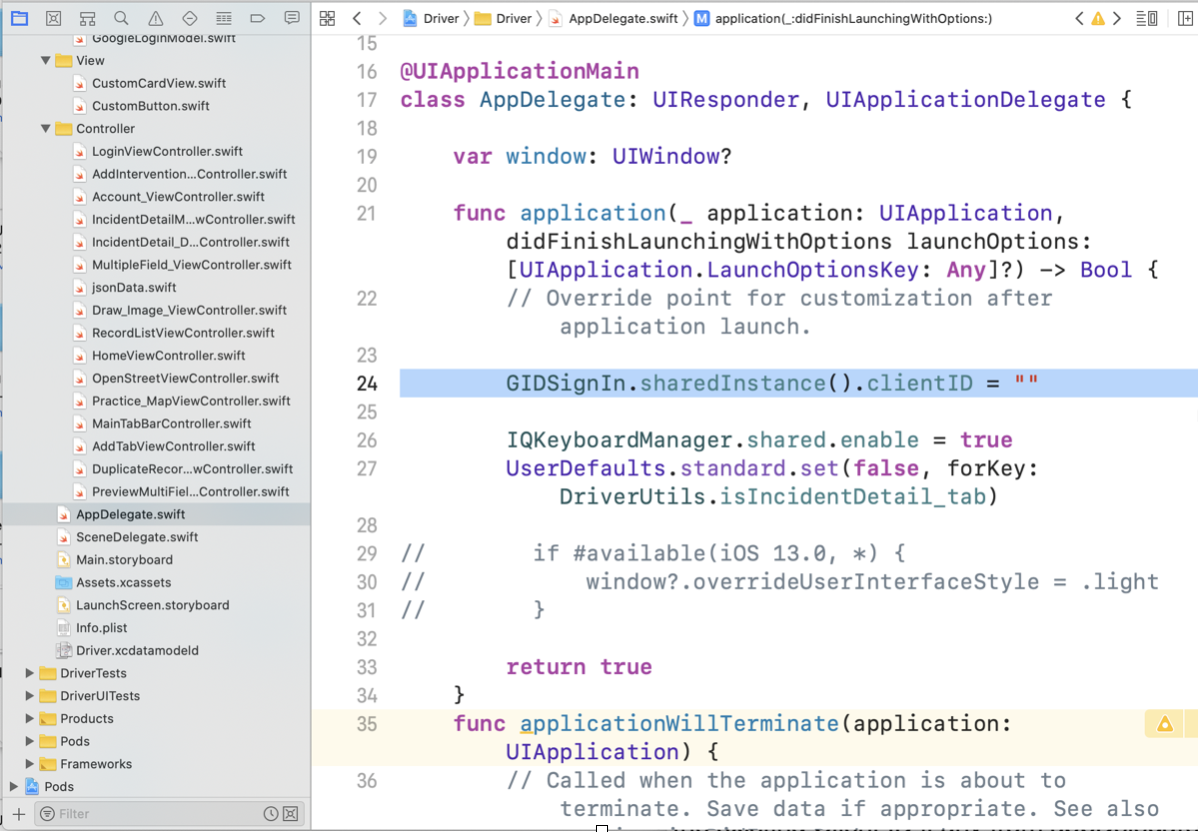 Driver
Driver
AppDelegate.swift
M application(_:didFinishLaunchingWithOptions:)
GoogleLoginModel.swift
View
CustomCardView.swift
CustomButton.swift
Controller
LoginViewController.swift
AddIntervention...Controller.swift
Account_ViewController.swift
IncidentDetailM...wController.swift
IncidentDetail_D...Controller.swift
MultipleField_ViewController.swift
jsonData.swift
Draw_Image_ViewController.swift
RecordListViewController.swift
HomeViewController.swift
OpenStreetViewController.swift
Practice_MapViewController.swift
MainTabBarController.swift
AddTabViewController.swift
DuplicateRecor...wController.swift
PreviewMultiFiel...Controller.swift
AppDelegate.swift
SceneDelegate.swift
Main.storyboard
Assets.xcassets
LaunchScreen.storyboard
Info.plist
Driver.xcdatamodeld
DriverTests
DriverUITests
Products
Pods
Frameworks
Pods
Filter
15
16 @UIApplicationMain
17 class AppDelegate: UIResponder, UIApplicationDelegate {
18
19 var window: UIWindow?
20
21 func application(_ application: UIApplication,
didFinishLaunchingWithOptions launchOptions:
[UIApplication.LaunchOptionsKey: Any]?) -> Bool {
22 // Override point for customization after
application launch.
23
24 GIDSignIn.sharedInstance().clientID = ""
25
26 IQKeyboardManager.shared.enable = true
27 UserDefaults.standard.set(false, forKey:
DriverUtils.isIncidentDetail_tab)
28
29 // if #available(iOS 13.0, *) {
30 // window?.overrideUserInterfaceStyle = .light
31 // }
32
33 return true
34 }
35 func applicationWillTerminate(application:
UIApplication) {
36 // Called when the application is about to
terminate. Save data if appropriate. See also